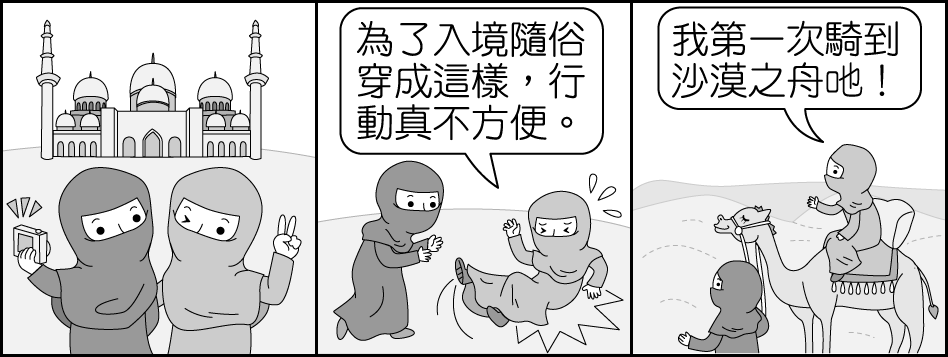 為了入境隨俗
穿成這樣，行
動真不方便。
我第一次騎到
沙漠之舟吔！